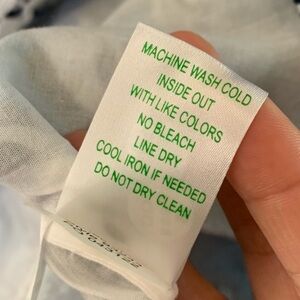 MACHINE WASH COLD
INSIDE OUT
WITH LIKE COLORS
NO BLEACH
LINE DRY
COOL IRON IF NEEDED
DO NOT DRY CLEAN